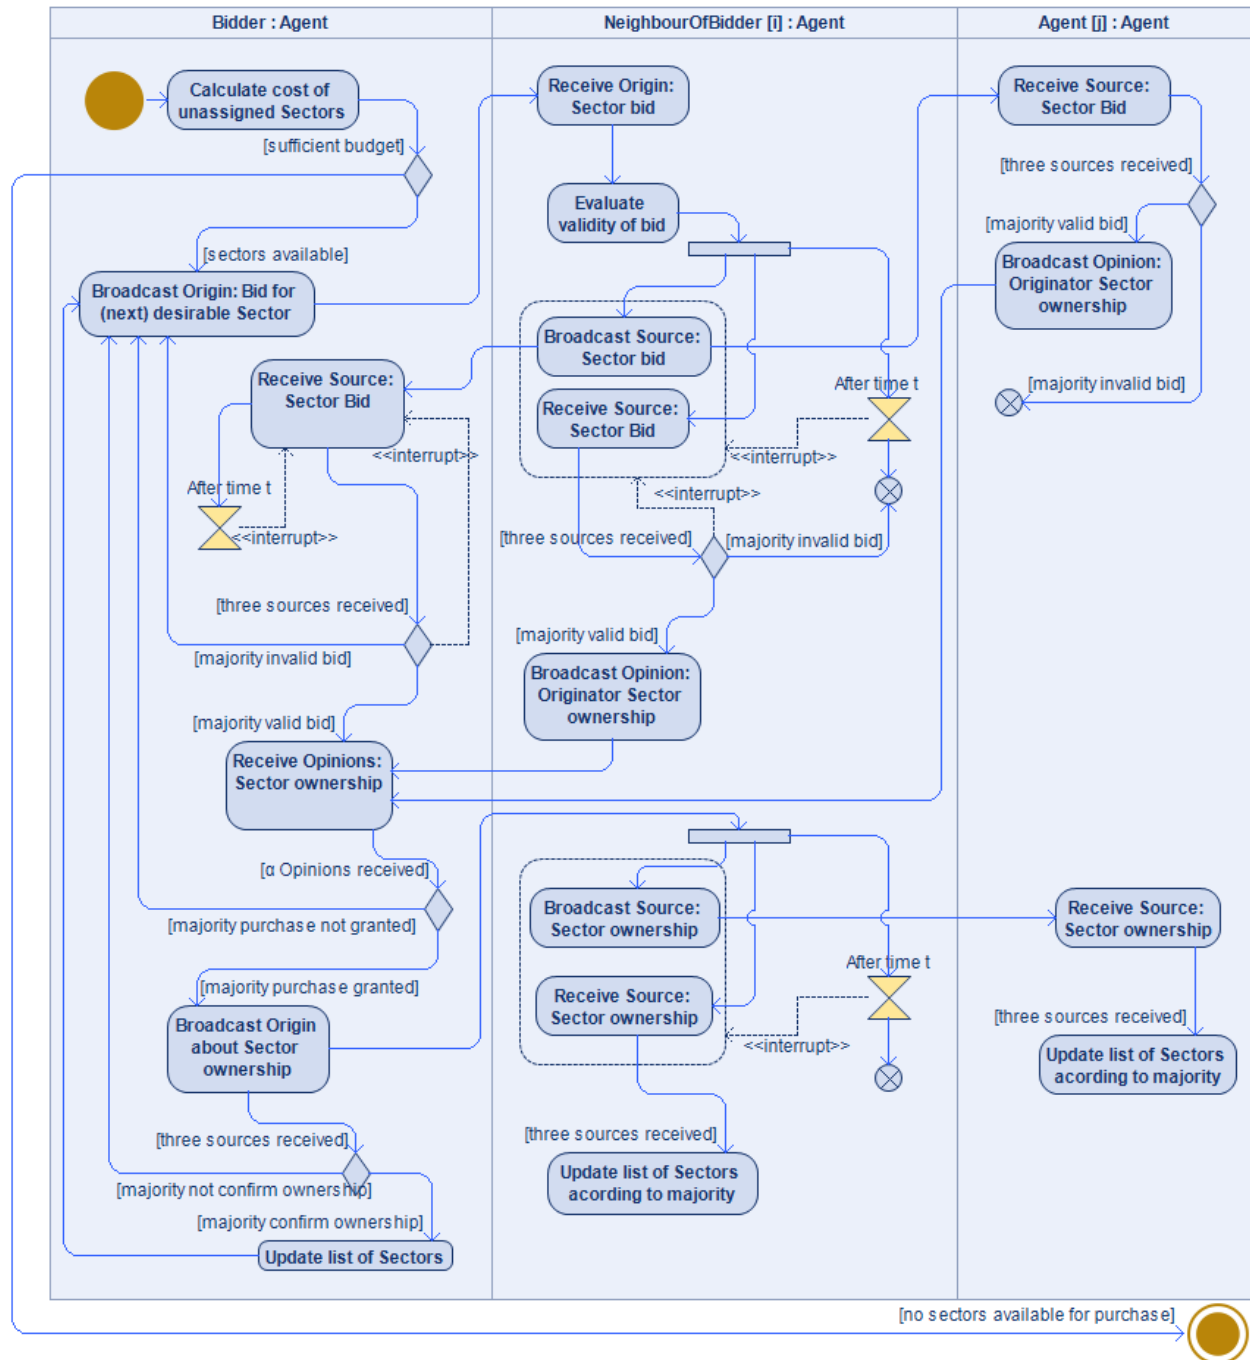 Bidder : Agent
NeighbourOfBidder [i] : Agent
Agent [j] : Agent
Calculate cost of
unassigned Sectors
[sufficient budget]
[sectors available]
Broadcast Origin: Bid for
(next) desirable Sector
Receive Source:
Sector Bid
<<interrupt>>
After time t
<<interrupt>>
[three sources received]
[majority invalid bid]
[majority valid bid]
Receive Opinions:
Sector ownership
[α Opinions received]
[majority purchase not granted]
[majority purchase granted]
Broadcast Origin
about Sector
ownership
[three sources received]
[majority not confirm ownership]
[majority confirm ownership]
Update list of Sectors
Receive Origin:
Sector bid
Evaluate
validity of bid
Broadcast Source:
Sector bid
Receive Source:
Sector Bid
After time t
<<interrupt>>
<<interrupt>>
[three sources received]
[majority invalid bid]
[majority valid bid]
Broadcast Opinion:
Originator Sector
ownership
Broadcast Source:
Sector ownership
Receive Source:
Sector ownership
After time t
<<interrupt>>
[three sources received]
Update list of Sectors
acording to majority
Receive Source:
Sector Bid
[three sources received]
[majority valid bid]
Broadcast Opinion:
Originator Sector
ownership
[majority invalid bid]
Receive Source:
Sector ownership
[three sources received]
Update list of Sectors
acording to majority
[no sectors available for purchase]